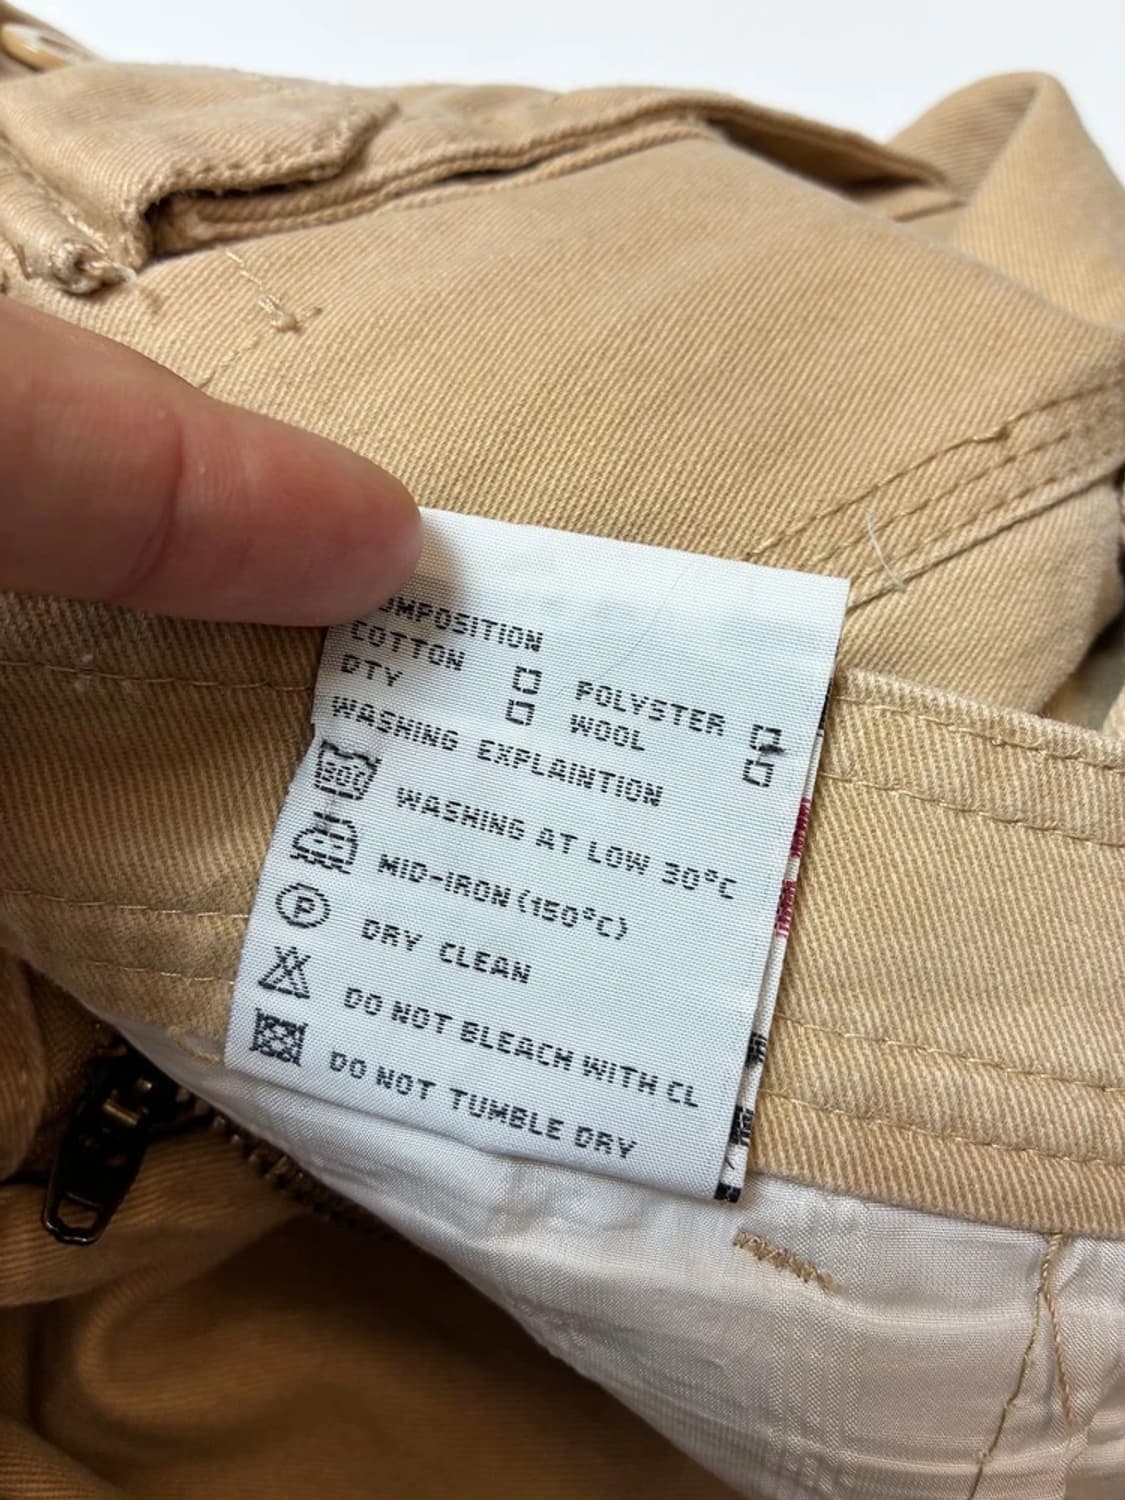 OMPOSITION
COTTON □ POLYSTER □
DTY □ WOOL □
WASHING EXPLAINTION
30C WASHING AT LOW 30°C
MID-IRON (150°C)
P DRY CLEAN
DO NOT BLEACH WITH CL
DO NOT TUMBLE DRY